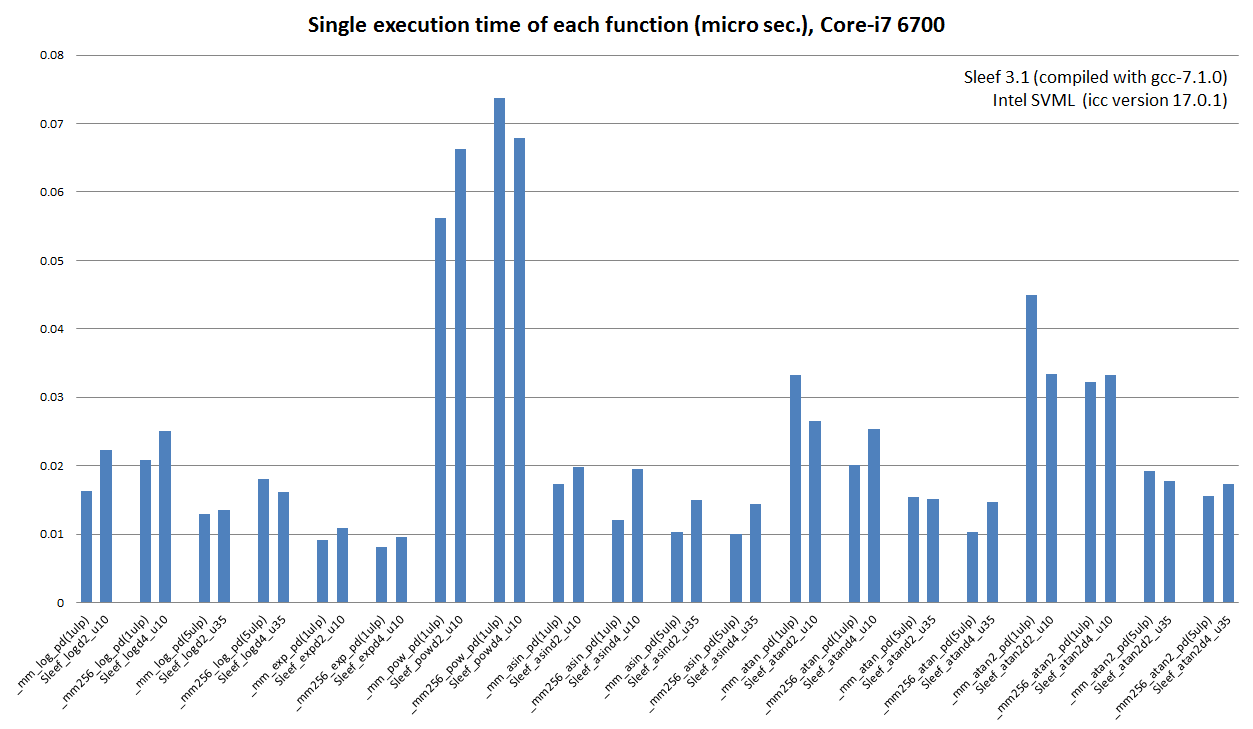 Single execution time of each function (micro sec.), Core-i7 6700
Sleef 3.1 (compiled with gcc-7.1.0)
Intel SVML (icc version 17.0.1)
0.08
0.07
0.06
0.05
0.04
0.03
0.02
0.01
0
_mm_log_pd(1ulp)
Sleef_logd2_u10
_mm256_log_pd(1ulp)
Sleef_logd4_u10
_mm_log_pd(5ulp)
Sleef_logd2_u35
_mm256_log_pd(5ulp)
Sleef_logd4_u35
_mm_exp_pd(1ulp)
Sleef_expd2_u10
_mm256_exp_pd(1ulp)
Sleef_expd4_u10
_mm_pow_pd(1ulp)
Sleef_powd2_u10
_mm256_pow_pd(1ulp)
Sleef_powd4_u10
_mm_asin_pd(1ulp)
Sleef_asind2_u10
_mm256_asin_pd(1ulp)
Sleef_asind4_u10
_mm_asin_pd(5ulp)
Sleef_asind2_u35
_mm256_asin_pd(5ulp)
Sleef_asind4_u35
_mm_atan_pd(1ulp)
Sleef_atand2_u10
_mm256_atan_pd(1ulp)
Sleef_atand4_u10
_mm_atan_pd(5ulp)
Sleef_atand2_u35
_mm256_atan_pd(5ulp)
Sleef_atand4_u35
_mm_atan2_pd(1ulp)
Sleef_atan2d2_u10
_mm256_atan2_pd(1ulp)
Sleef_atan2d4_u10
_mm_atan2_pd(5ulp)
Sleef_atan2d2_u35
_mm256_atan2_pd(5ulp)
Sleef_atan2d4_u35